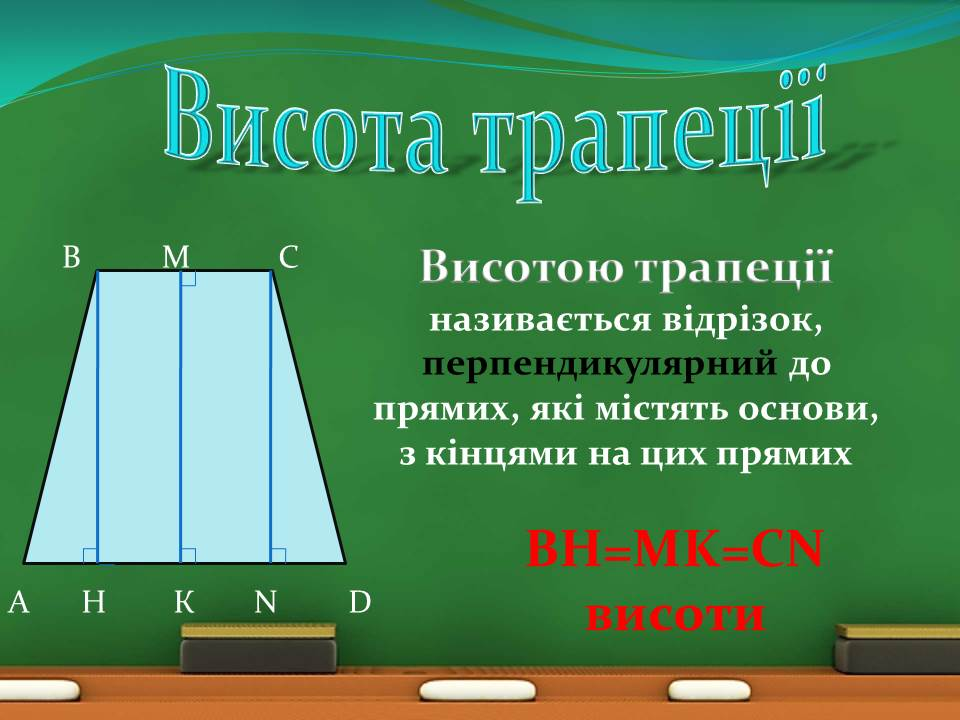 Висота трапеції
В М С
Висотою трапеції
називається відрізок,
перпендикулярний до
прямих, які містять основи,
з кінцями на цих прямих
BH=MK=CN
висоти
А Н К N D